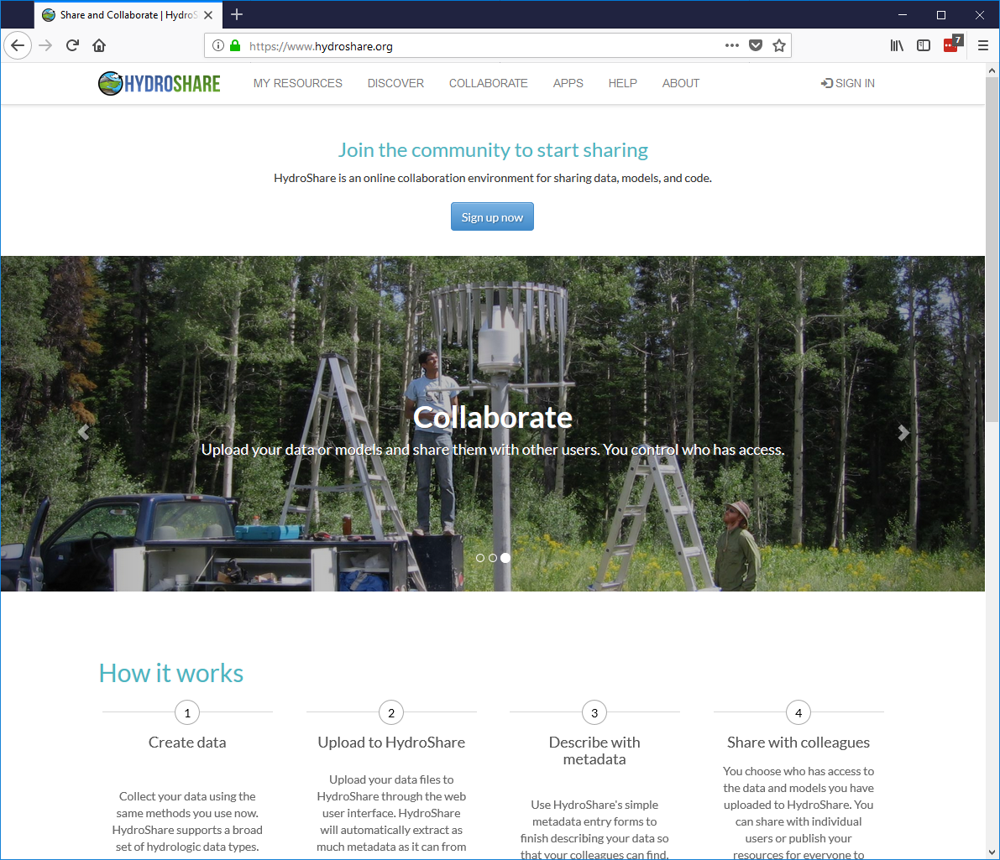 Share and Collaborate | HydroS
https://www.hydroshare.org
7
HYDROSHARE MY RESOURCES DISCOVER COLLABORATE APPS HELP ABOUT SIGN IN
Join the community to start sharing
HydroShare is an online collaboration environment for sharing data, models, and code.
Sign up now
Collaborate
Upload your data or models and share them with other users. You control who has access.
How it works
1
Create data
Collect your data using the
same methods you use now.
HydroShare supports a broad
set of hydrologic data types.
2
Upload to HydroShare
Upload your data files to
HydroShare through the web
user interface. HydroShare
will automatically extract as
much metadata as it can from
3
Describe with
metadata
Use HydroShare's simple
metadata entry forms to
finish describing your data so
that your colleagues can find,
4
Share with colleagues
You choose who has access to
the data and models you have
uploaded to HydroShare. You
can share with individual
users or publish your
resources for everyone to